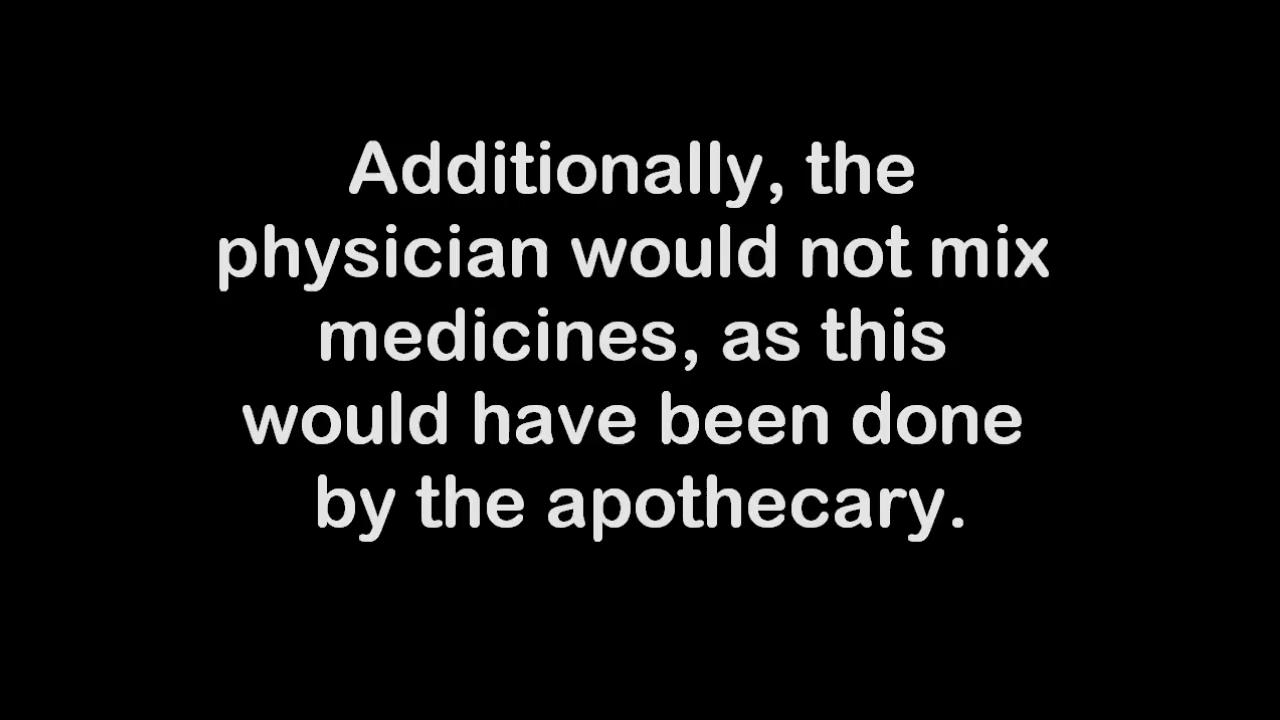 Additionally, the
physician would not mix
medicines, as this
would have been done
by the apothecary.